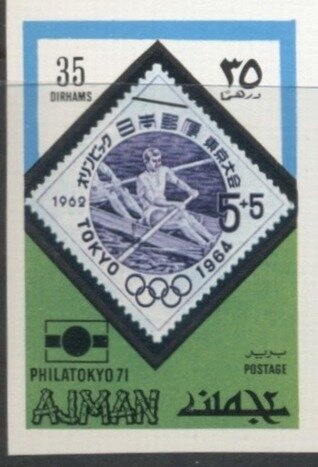 35
DIRHAMS
٣٥
درهما
オリンピック 日本郵便 東京大会
1962
5+5
TOKYO 1964
PHILATOKYO 71
بريد
POSTAGE
AJMAN
عجمان